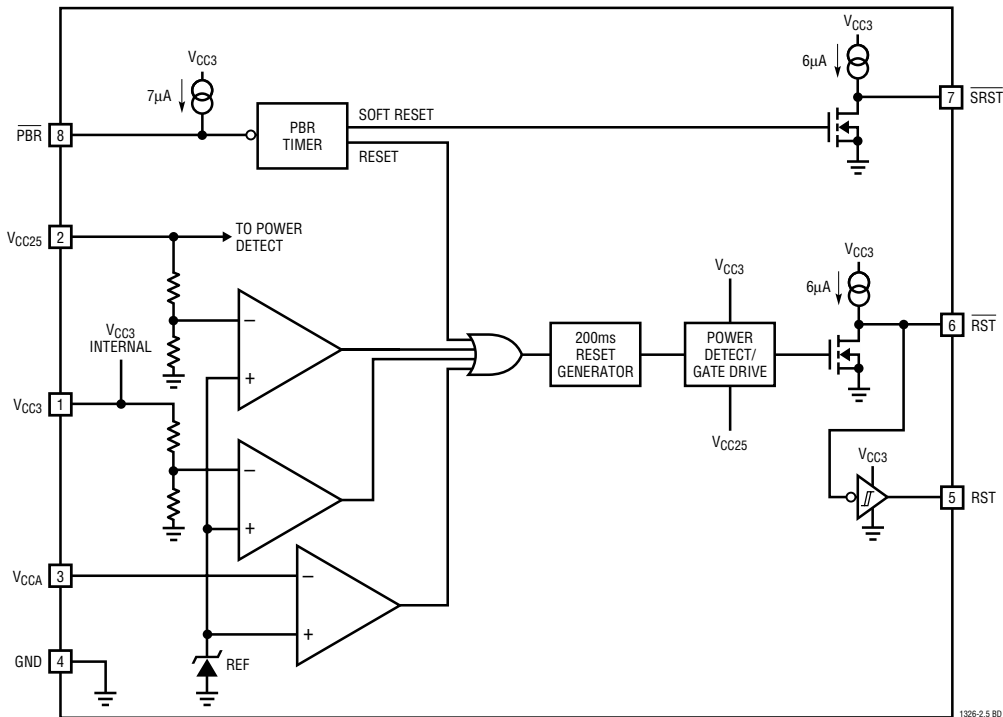 VCC3
7µA
PBR
8
PBR
TIMER
SOFT RESET
RESET
VCC3
6µA
7
SRST
VCC25
2
TO POWER
DETECT
–
+
VCC3
INTERNAL
VCC3
1
–
+
VCCA
3
–
+
GND
4
REF
200ms
RESET
GENERATOR
VCC3
POWER
DETECT/
GATE DRIVE
VCC25
VCC3
6µA
6
RST
VCC3
5
RST
1326-2.5 BD